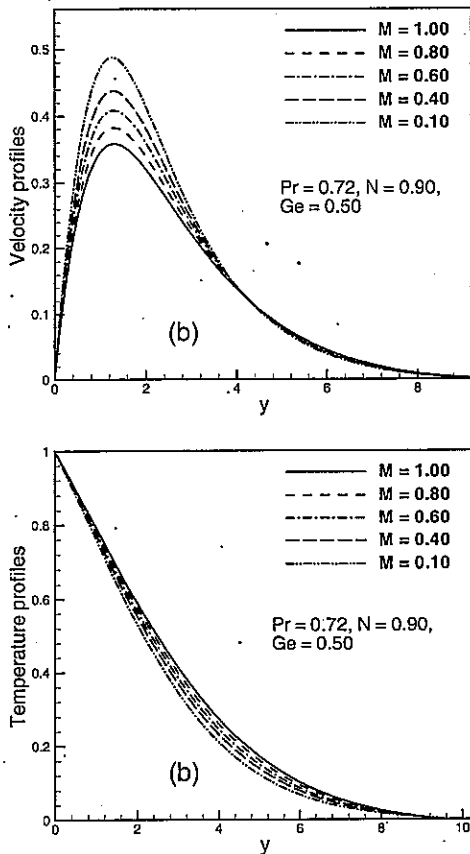 M = 1.00
M = 0.80
M = 0.60
M = 0.40
M = 0.10
Pr = 0.72, N = 0.90,
Ge = 0.50
Velocity profiles
0.5
0.4
0.3
0.2
0.1
0
(b)
0 2 4 6 8
y
M = 1.00
M = 0.80
M = 0.60
M = 0.40
M = 0.10
Pr = 0.72, N = 0.90,
Ge = 0.50
Temperature profiles
1
0.8
0.6
0.4
0.2
0
(b)
0 2 4 6 8 10
y